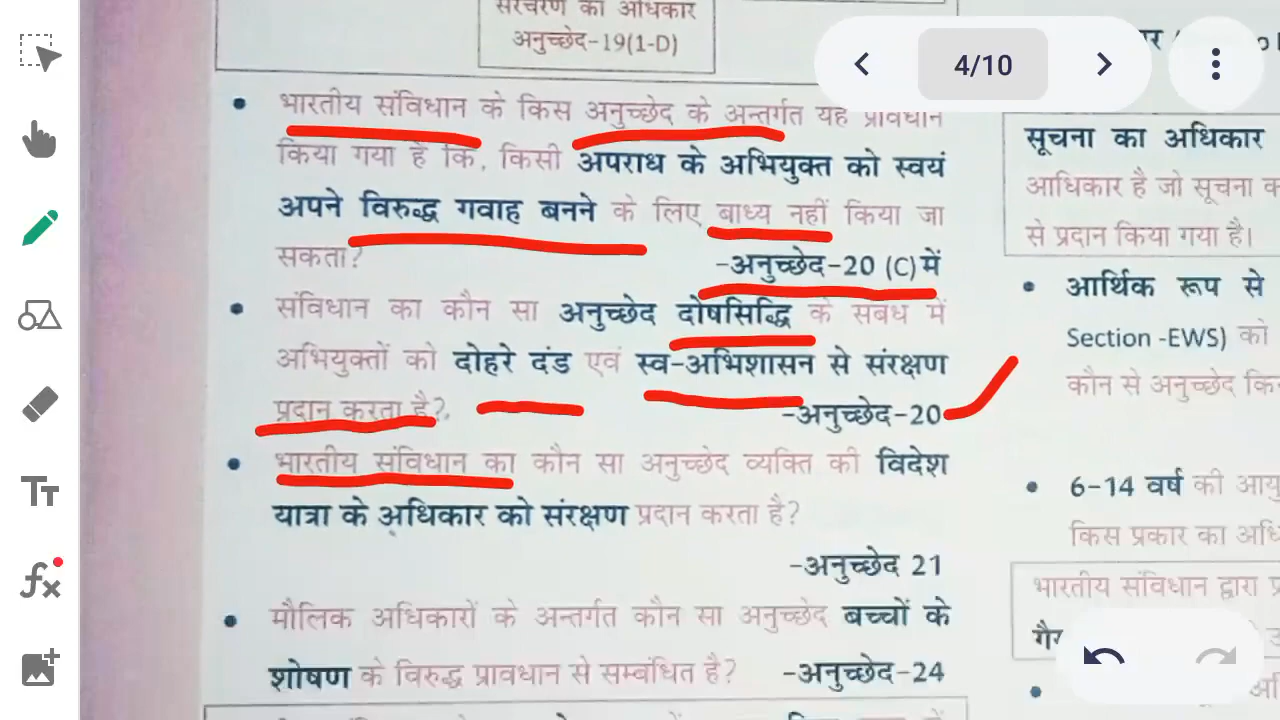 संचरण का अधिकार
अनुच्छेद-19(1-D)
4/10
• भारतीय संविधान के किस अनुच्छेद के अन्तर्गत यह प्रावधान
किया गया है कि, किसी अपराध के अभियुक्त को स्वयं
अपने विरुद्ध गवाह बनने के लिए बाध्य नहीं किया जा
सकता? -अनुच्छेद-20 (C) में
• संविधान का कौन सा अनुच्छेद दोषसिद्धि के संबंध में
अभियुक्तों को दोहरे दंड एवं स्व-अभिशासन से संरक्षण
प्रदान करता है? -अनुच्छेद-20
• भारतीय संविधान का कौन सा अनुच्छेद व्यक्ति की विदेश
यात्रा के अधिकार को संरक्षण प्रदान करता है?
-अनुच्छेद 21
• मौलिक अधिकारों के अन्तर्गत कौन सा अनुच्छेद बच्चों के
शोषण के विरुद्ध प्रावधान से सम्बंधित है? -अनुच्छेद-24
सूचना का अधिकार
आधिकार है जो सूचना
से प्रदान किया गया है।
• आर्थिक रूप से
Section -EWS) को
कौन से अनुच्छेद
• 6-14 वर्ष की
किस प्रकार का
भारतीय संविधान द्वारा
Tт
fx